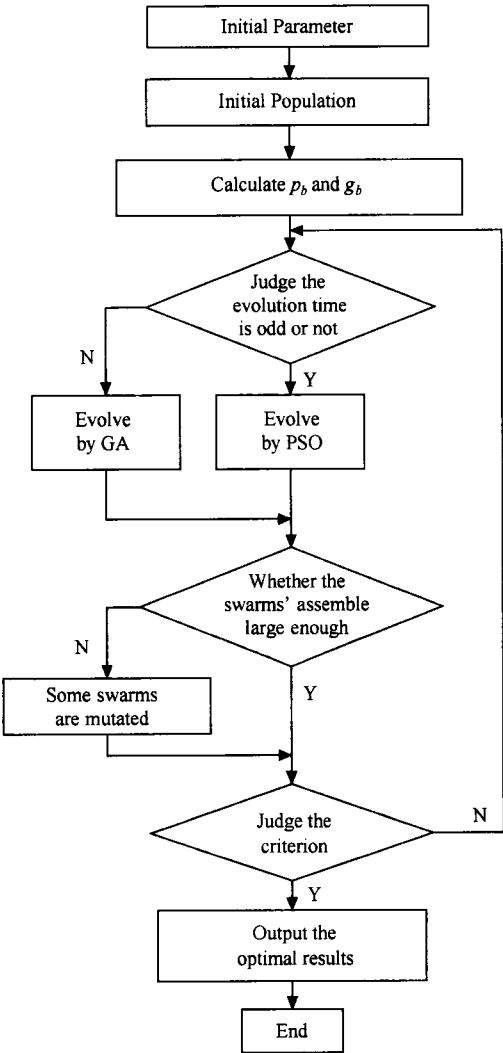 Initial Parameter
Initial Population
Calculate p_b and g_b
Judge the
evolution time
is odd or not
N
Y
Evolve
by GA
Evolve
by PSO
Whether the
swarms' assemble
large enough
N
Y
Some swarms
are mutated
Judge the
criterion
N
Y
Output the
optimal results
End